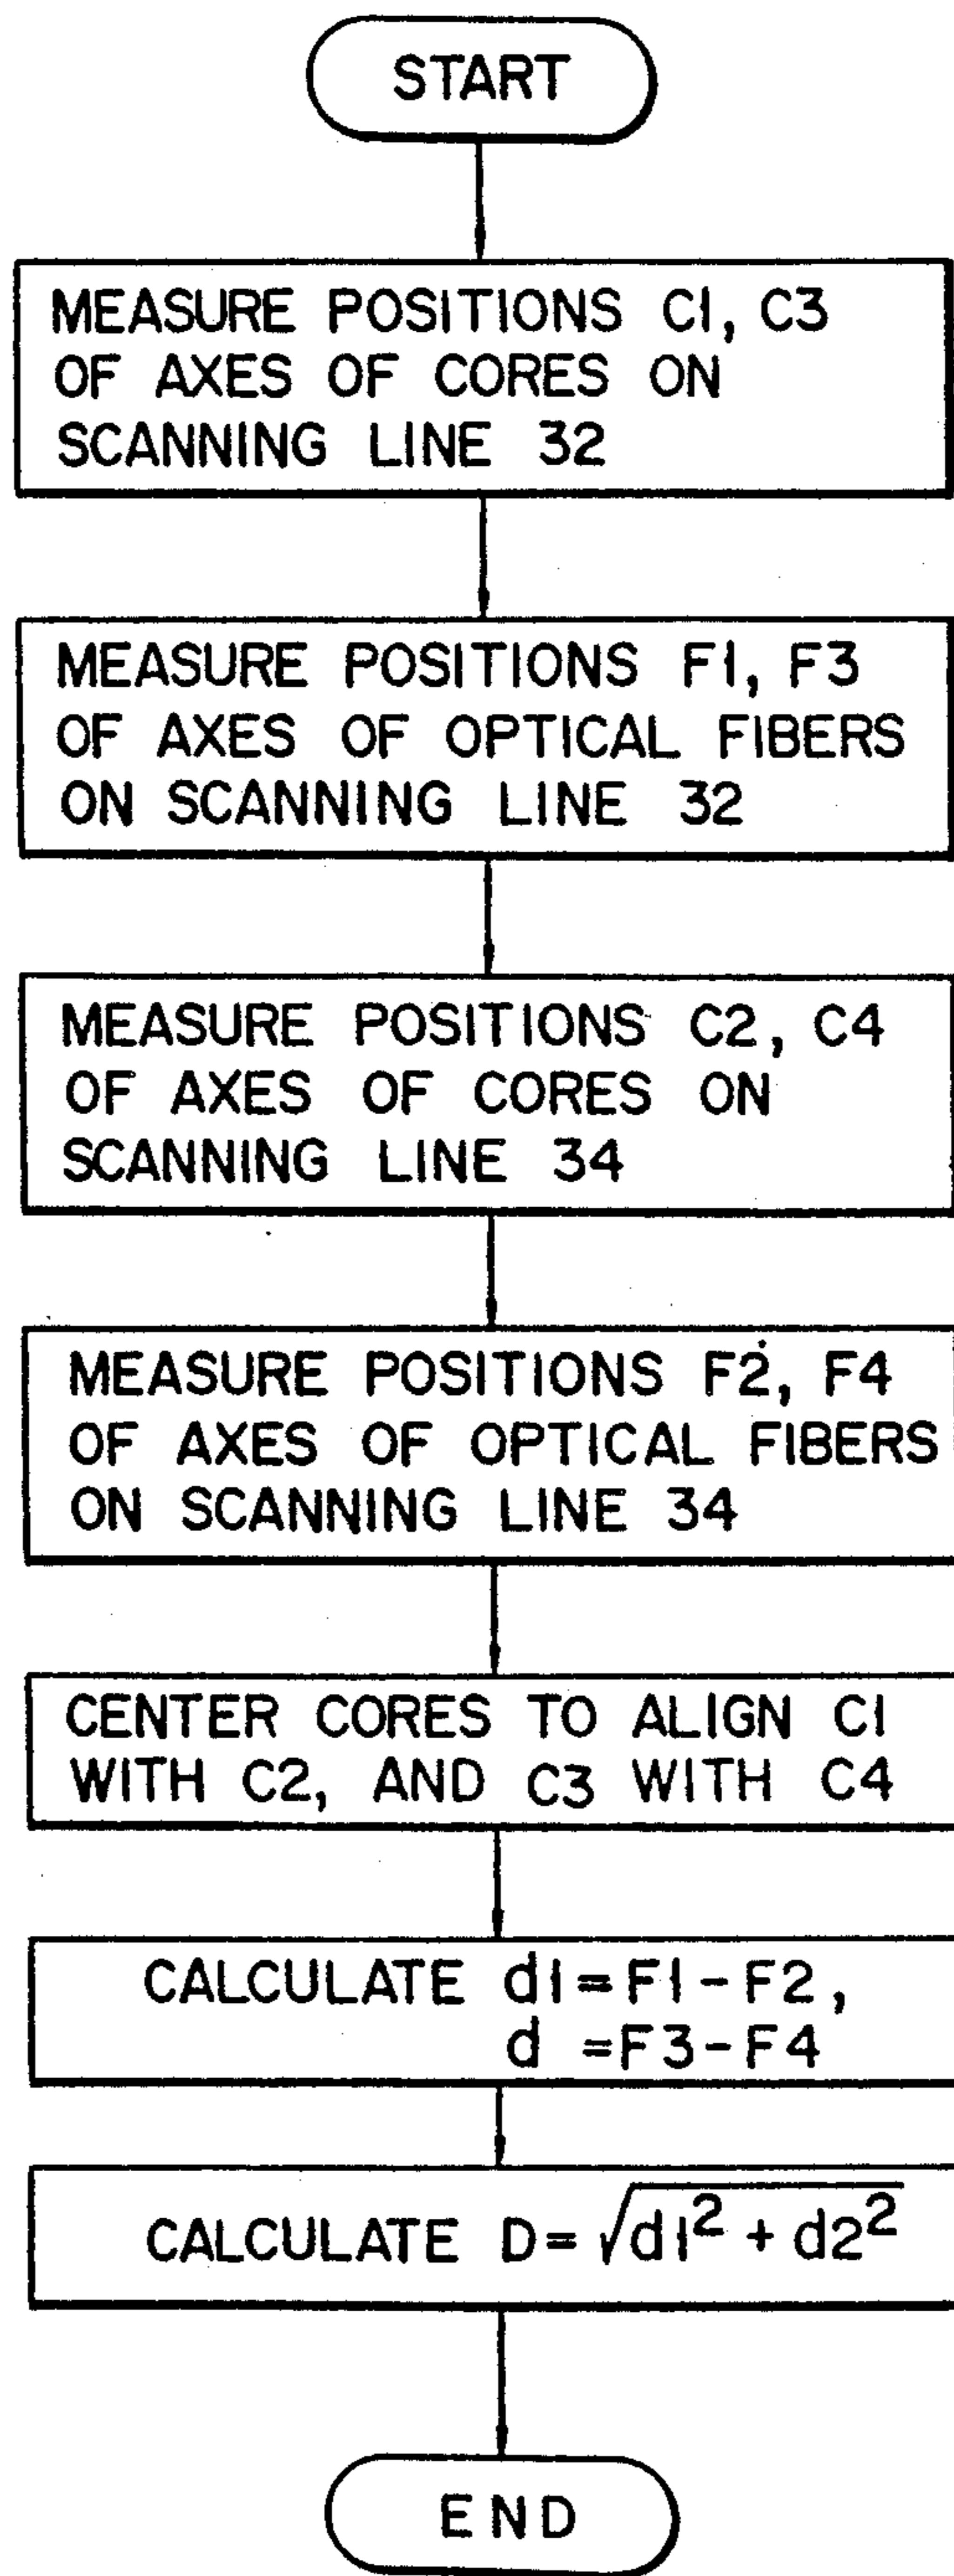 START
MEASURE POSITIONS C1, C3
OF AXES OF CORES ON
SCANNING LINE 32
MEASURE POSITIONS F1, F3
OF AXES OF OPTICAL FIBERS
ON SCANNING LINE 32
MEASURE POSITIONS C2, C4
OF AXES OF CORES ON
SCANNING LINE 34
MEASURE POSITIONS F2, F4
OF AXES OF OPTICAL FIBERS
ON SCANNING LINE 34
CENTER CORES TO ALIGN C1
WITH C2, AND C3 WITH C4
CALCULATE d1=F1-F2,
d =F3-F4
CALCULATE D=√d1²+d2²
END